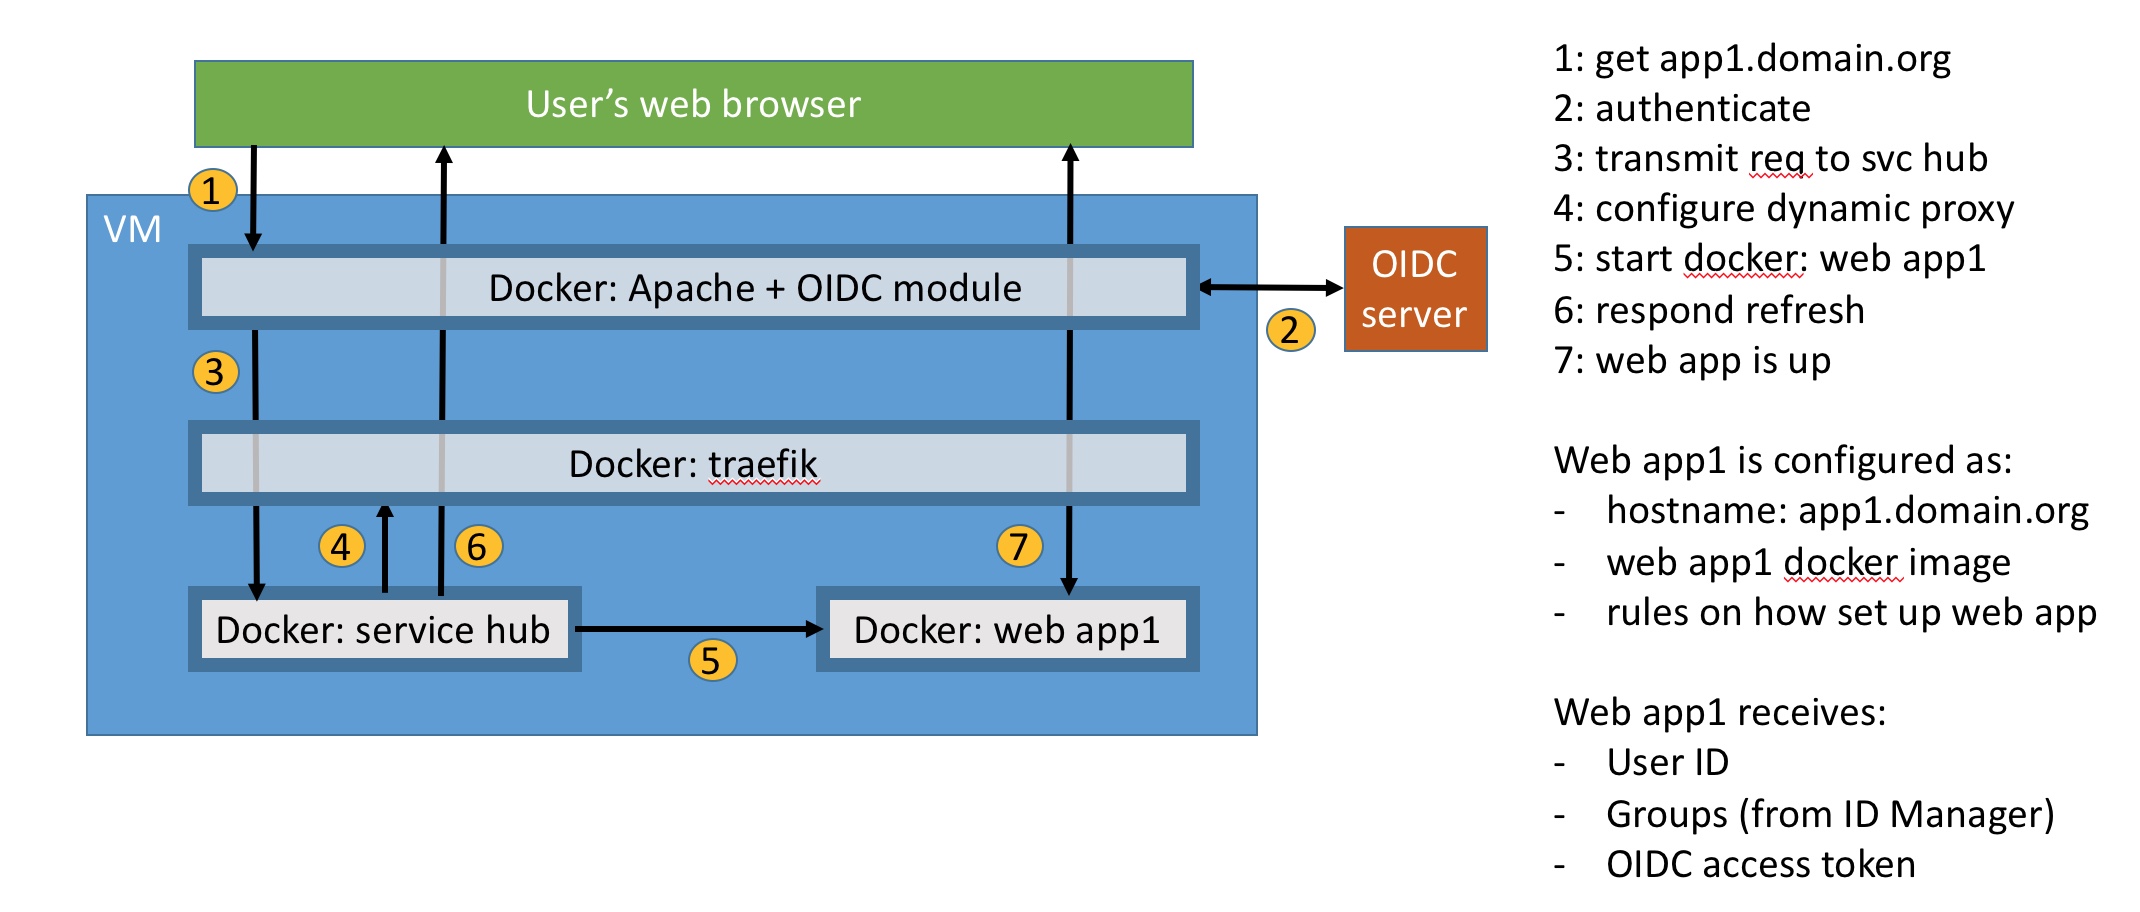 User's web browser
1
VM
Docker: Apache + OIDC module
OIDC
server
2
3
Docker: traefik
4
6
7
Docker: service hub
Docker: web app1
5
1: get app1.domain.org
2: authenticate
3: transmit req to svc hub
4: configure dynamic proxy
5: start docker: web app1
6: respond refresh
7: web app is up
Web app1 is configured as:
- hostname: app1.domain.org
- web app1 docker image
- rules on how set up web app
Web app1 receives:
- User ID
- Groups (from ID Manager)
- OIDC access token